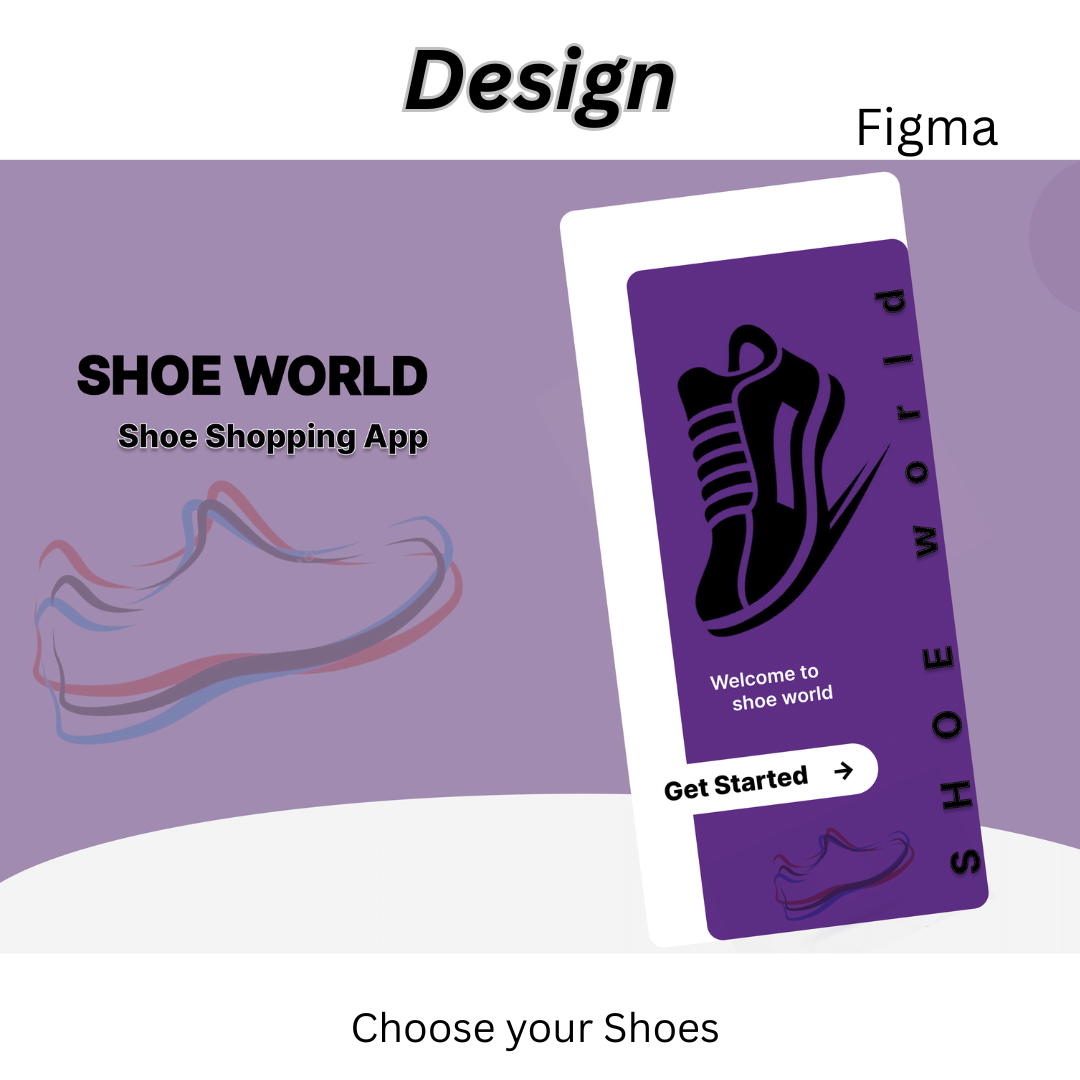 Design
Figma
SHOE WORLD
Shoe Shopping App
SHOE world
Welcome to
shoe world
Get Started →
Choose your Shoes